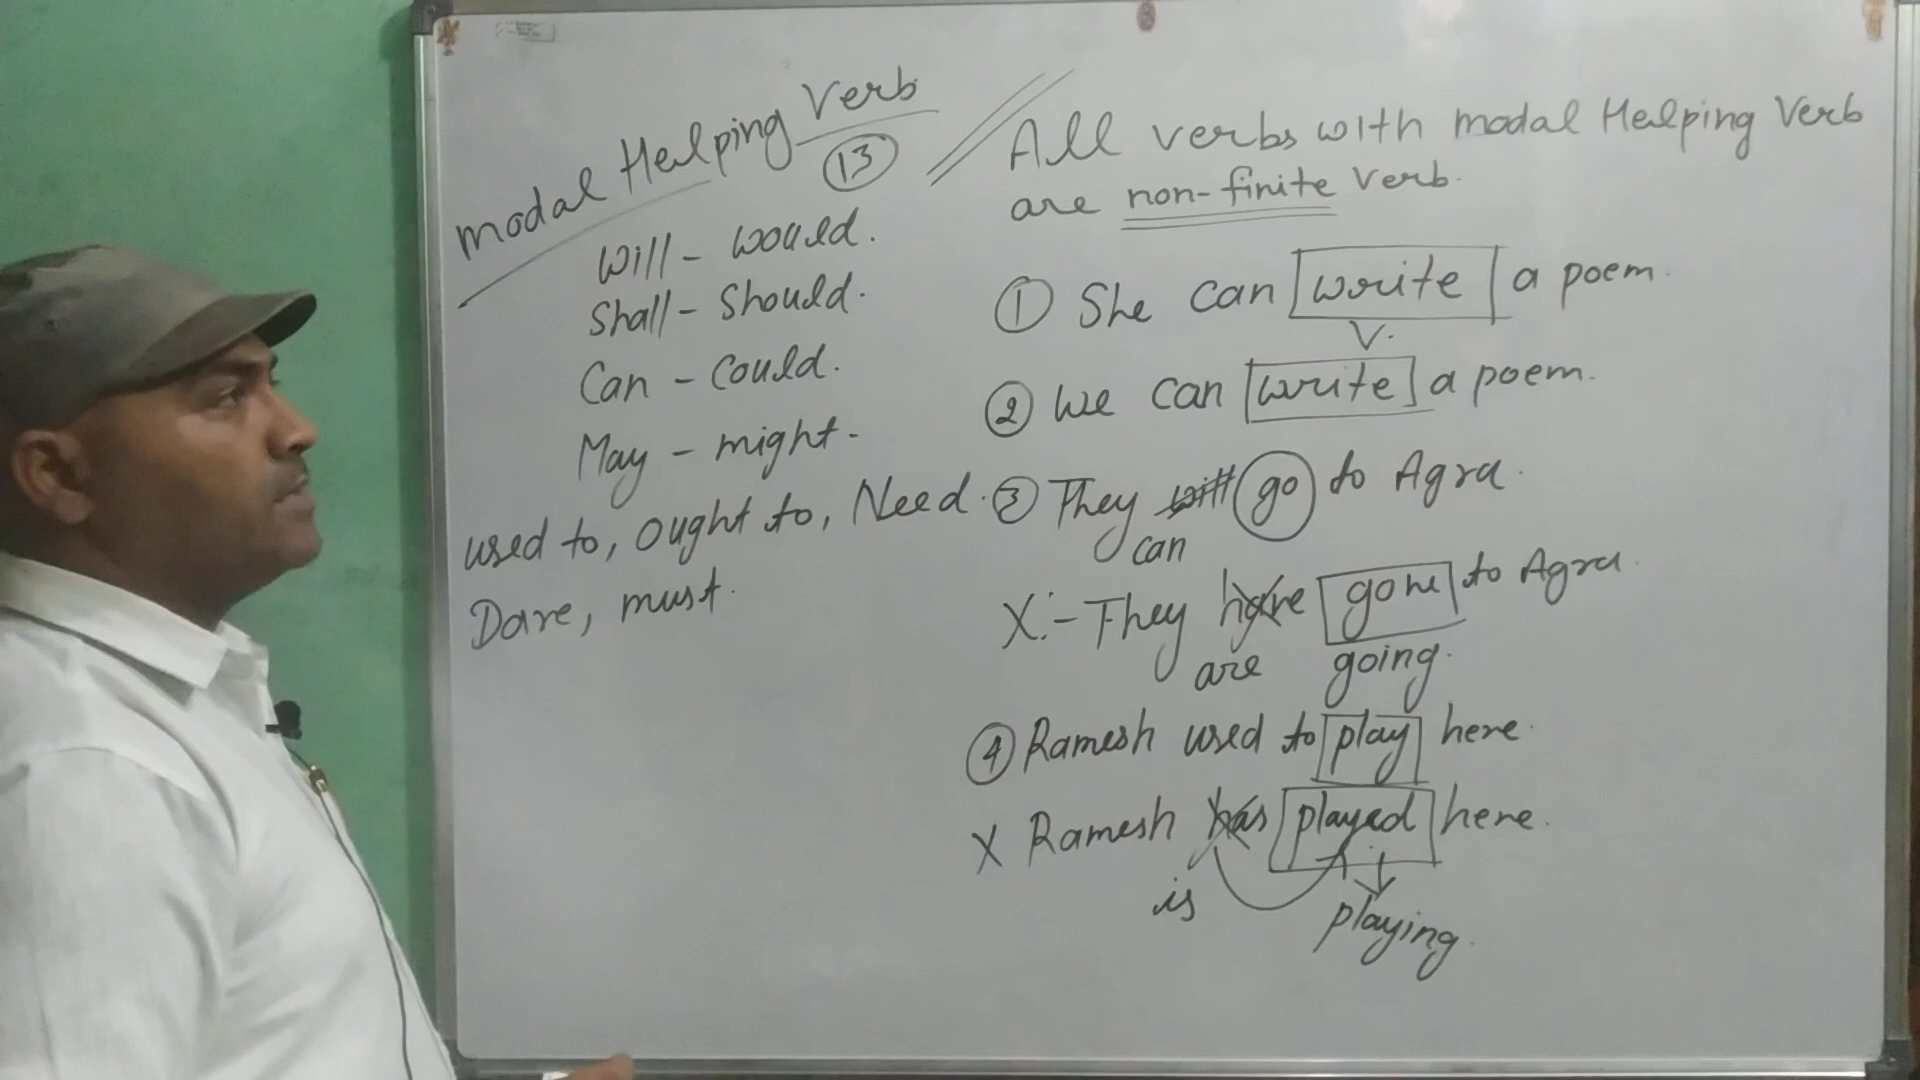 Modal Helping Verb
13
Will - Would.
Shall - Should.
Can - Could.
May - might -
used to, ought to, Need.
Dare, must.
All verbs with modal Helping Verb
are non-finite Verb.
1 She can write a poem.
V.
2 We can write a poem.
3 They will go to Agra.
can
X:- They have gone to Agra.
are going.
4 Ramesh used to play here.
X Ramesh has played here.
is
playing.